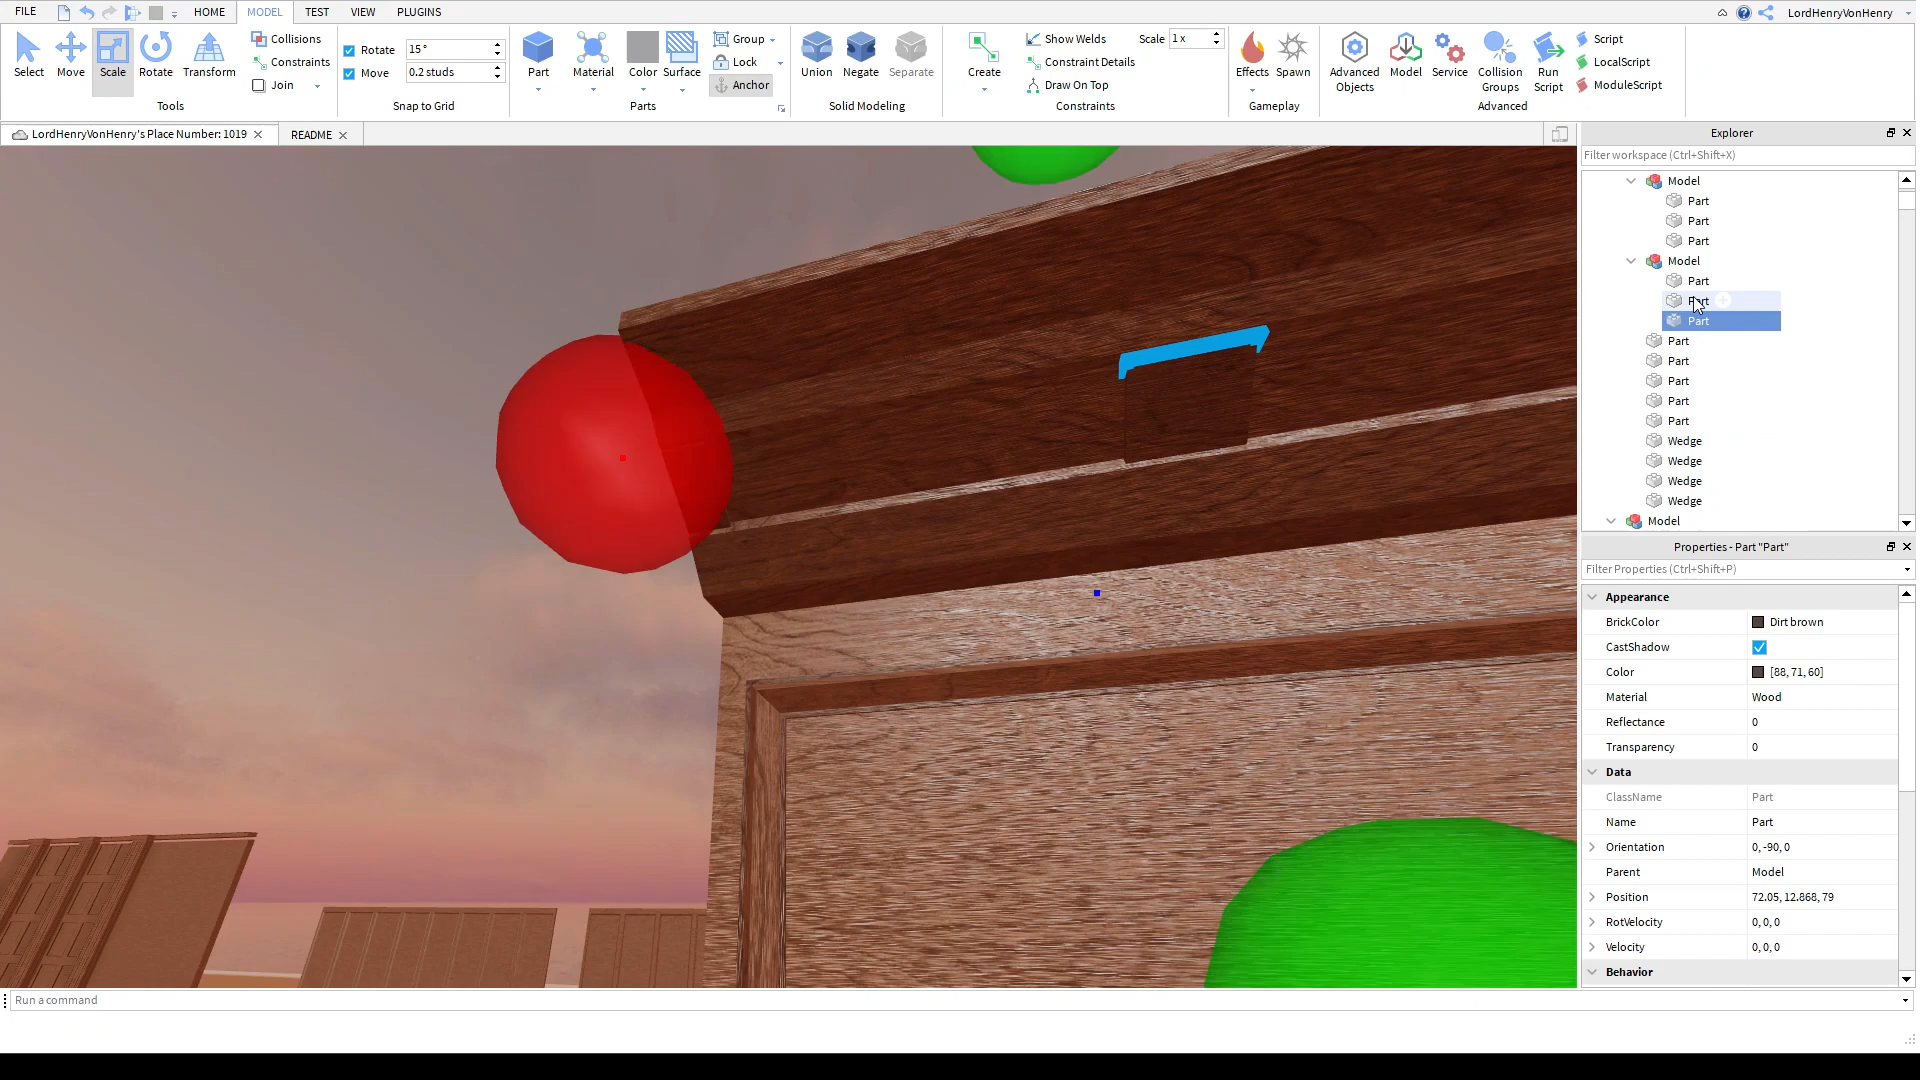 FILE HOME MODEL TEST VIEW PLUGINS LordHenryVonHenry
Select Move Scale Rotate Transform
Collisions
Constraints
Join
Tools
Rotate 15°
Move 0.2 studs
Snap to Grid
Part Material Color Surface
Group
Lock
Anchor
Parts
Union Negate Separate
Solid Modeling
Create
Show Welds Scale 1 x
Constraint Details
Draw On Top
Constraints
Effects Spawn
Gameplay
Advanced Objects
Model
Service
Collision Groups
Run Script
Script
LocalScript
ModuleScript
Advanced
LordHenryVonHenry's Place Number: 1019
README
Explorer
Filter workspace (Ctrl+Shift+X)
Model
Part
Part
Part
Model
Part
Part
Part
Part
Part
Part
Part
Part
Wedge
Wedge
Wedge
Wedge
Model
Properties - Part "Part"
Filter Properties (Ctrl+Shift+P)
Appearance
BrickColor Dirt brown
CastShadow
Color [88, 71, 60]
Material Wood
Reflectance 0
Transparency 0
Data
ClassName Part
Name Part
Orientation 0, -90, 0
Parent Model
Position 72.05, 12.868, 79
RotVelocity 0, 0, 0
Velocity 0, 0, 0
Behavior
Run a command